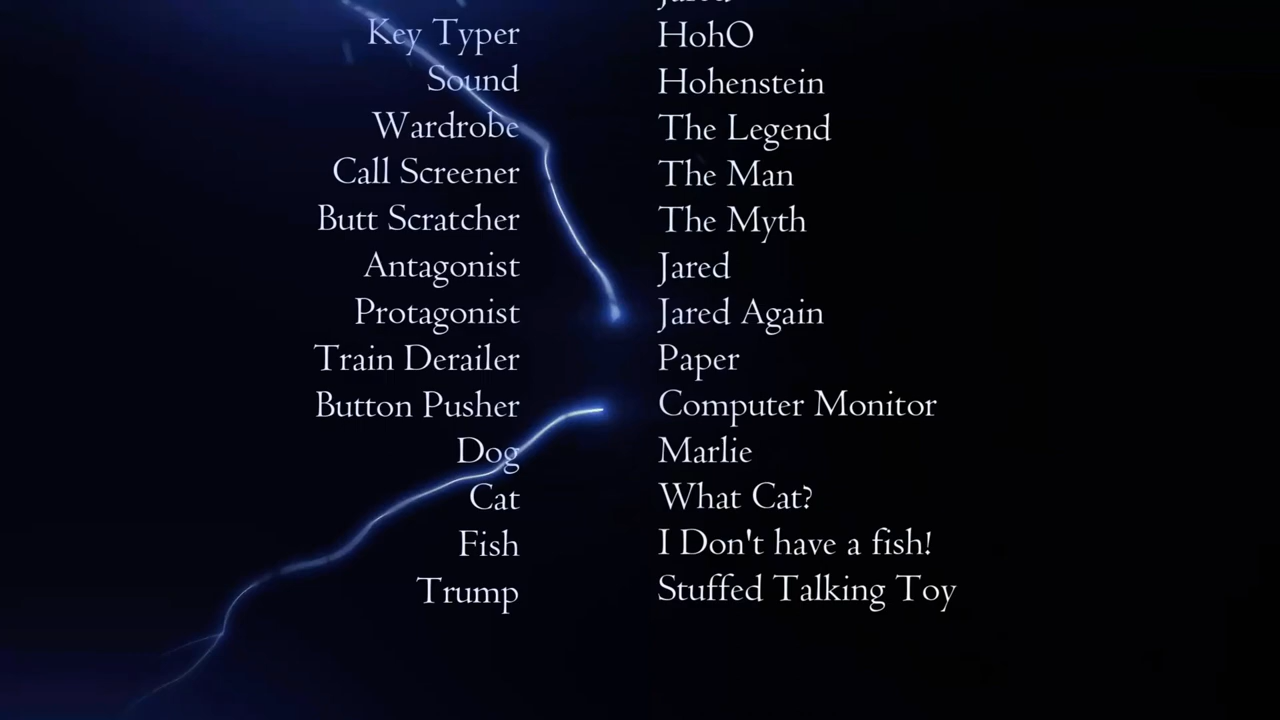 Key Typer HohO
Sound Hohenstein
Wardrobe The Legend
Call Screener The Man
Butt Scratcher The Myth
Antagonist Jared
Protagonist Jared Again
Train Derailer Paper
Button Pusher Computer Monitor
Dog Marlie
Cat What Cat?
Fish I Don't have a fish!
Trump Stuffed Talking Toy